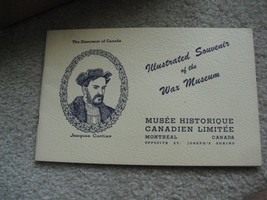 The Discoverer of Canada
Jacques Cartier
Illustrated Souvenir
of the
Wax Museum
MUSÉE HISTORIQUE
CANADIEN LIMITÉE
MONTREAL CANADA
OPPOSITE ST. JOSEPH'S SHRINE